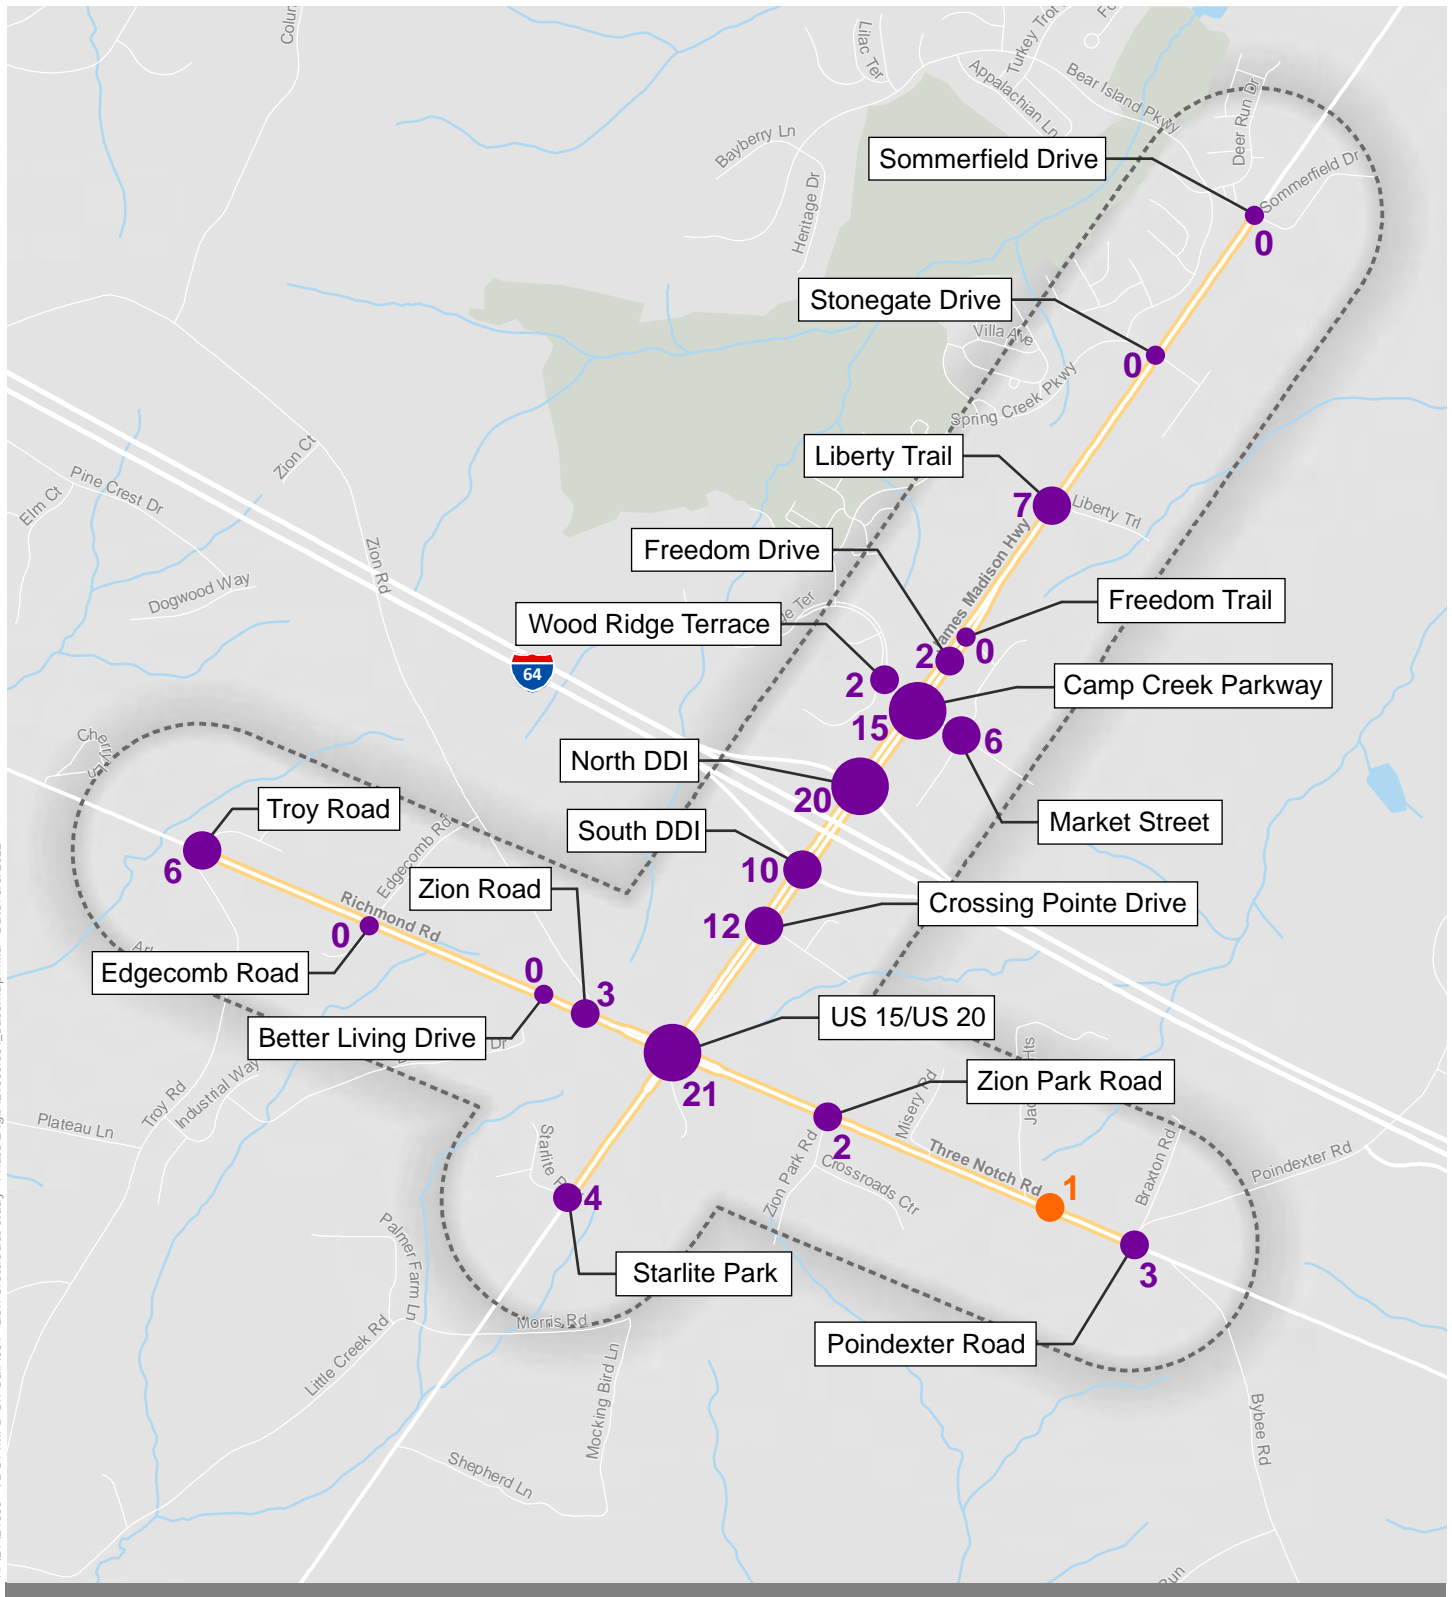 Colum
Lilac Ter
Turkey Trot
Appalachian Ln
Bear Island Pkwy
Bayberry Ln
Deer Run Dr
Sommerfield Drive
Sommerfield Dr
0
Heritage Dr
Stonegate Drive
Villa Ave
0
Spring Creek Pkwy
Liberty Trail
Zion Ct
Pine Crest Dr
Elm Ct
7
Liberty Trl
James Madison Hwy
Freedom Drive
Zion Rd
Dogwood Way
Freedom Trail
Ter
Wood Ridge Terrace
2
0
64
2
Camp Creek Parkway
15
6
Cherry
North DDI
20
Troy Road
Market Street
South DDI
Edgecomb Rd
6
10
Zion Road
Crossing Pointe Drive
Richmond Rd
12
0
Edgecomb Road
0
3
US 15/US 20
Better Living Drive
Dr
Hts
Industrial Way
Troy Rd
21
Zion Park Road
Misery Rd
Plateau Ln
Starlite
2
Zion Park Rd
Crossroads Ctr
Three Notch Rd
Braxton Rd
Poindexter Rd
1
4
Palmer Farm Ln
Starlite Park
3
Morris Rd
Poindexter Road
Little Creek Rd
Mocking Bird Ln
Shepherd Ln
Bybee Rd
Run